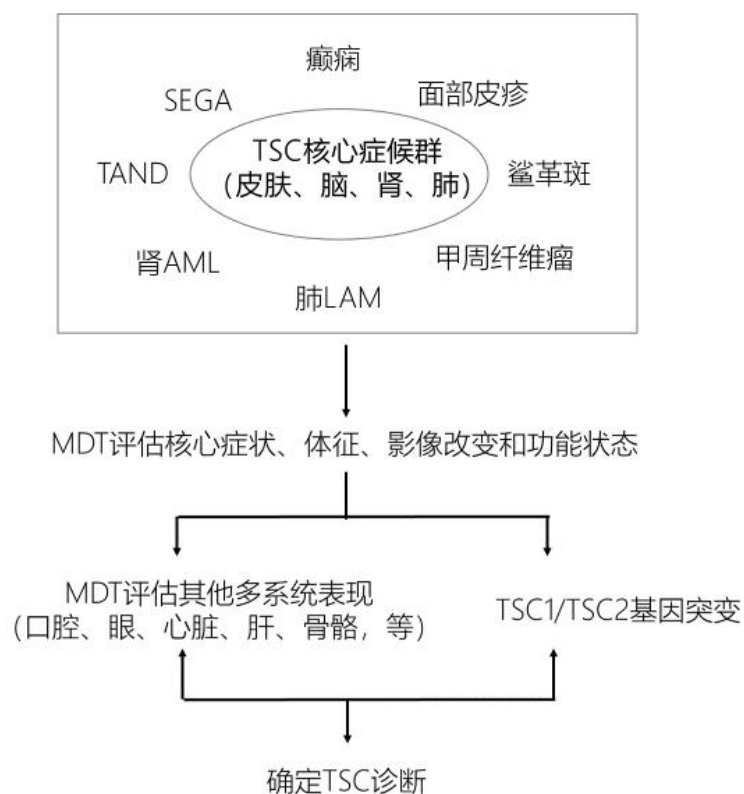 癫痫
SEGA
面部皮疹
TSC核心症候群
（皮肤、脑、肾、肺）
TAND
鲨革斑
肾AML
甲周纤维瘤
肺LAM
MDT评估核心症状、体征、影像改变和功能状态
MDT评估其他多系统表现
（口腔、眼、心脏、肝、骨骼，等）
TSC1/TSC2基因突变
确定TSC诊断